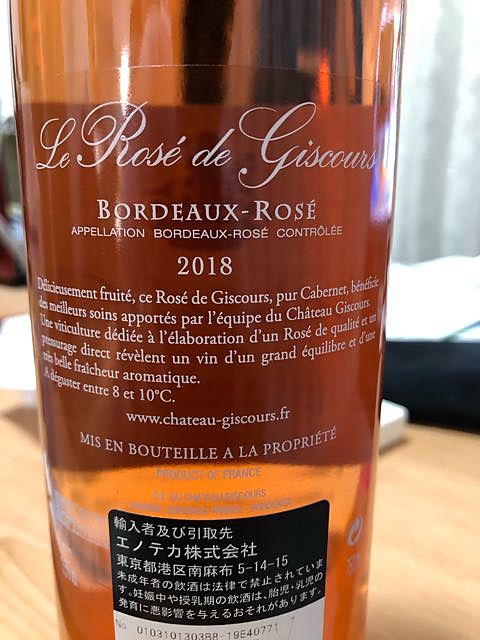 Le Rosé de Giscours
BORDEAUX-ROSÉ
APPELLATION BORDEAUX-ROSÉ CONTRÔLÉE
2018
Délicieusement fruité, ce Rosé de Giscours, pur Cabernet, bénéficie
des meilleurs soins apportés par l'équipe du Château Giscours.
Une viticulture dédiée à l'élaboration d'un Rosé de qualité et un
pressurage direct révèlent un vin d'un grand équilibre et d'une
très belle fraîcheur aromatique.
A déguster entre 8 et 10°C.
www.chateau-giscours.fr
MIS EN BOUTEILLE A LA PROPRIÉTÉ
PRODUCT OF FRANCE
輸入者及び引取先
エノテカ株式会社
東京都港区南麻布5-14-15
未成年者の飲酒は法律で禁止されていま
す。妊娠中や授乳期の飲酒は、胎児・乳児の
発育に悪影響を与えるおそれがあります。
No 0103101303BR-19E40771